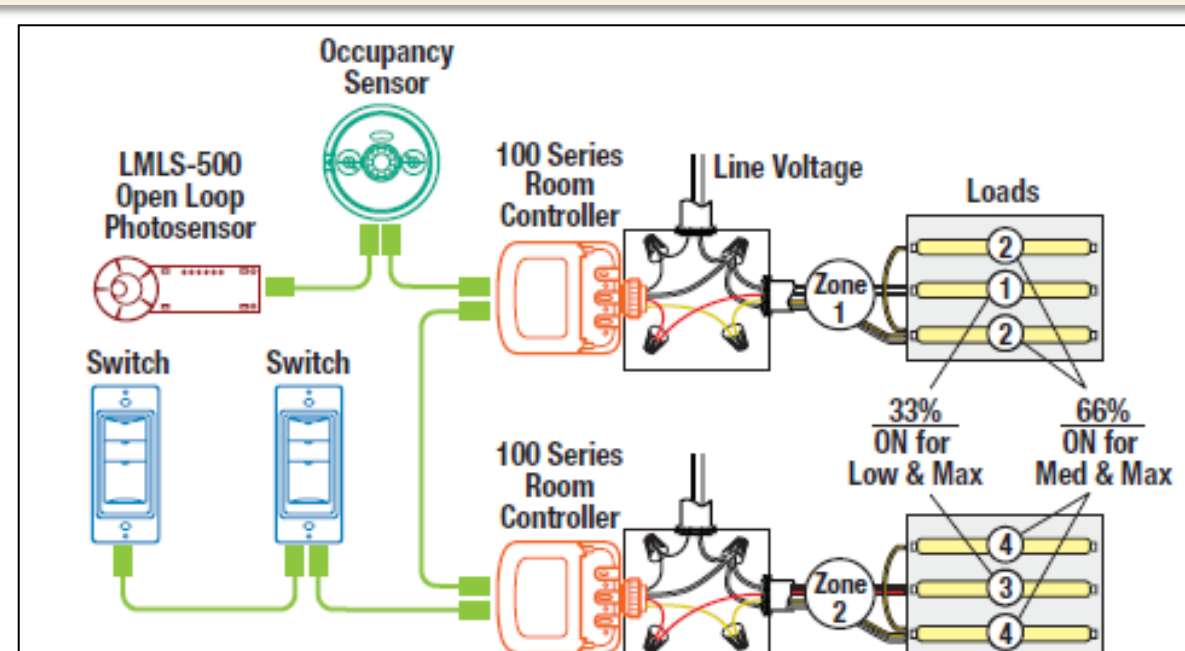 Occupancy
Sensor
LMLS-500
Open Loop
Photosensor
100 Series
Room
Controller
Line Voltage
Loads
Zone
1
2
1
2
Switch
Switch
33%
ON for
Low & Max
66%
ON for
Med & Max
100 Series
Room
Controller
Zone
2
4
3
4